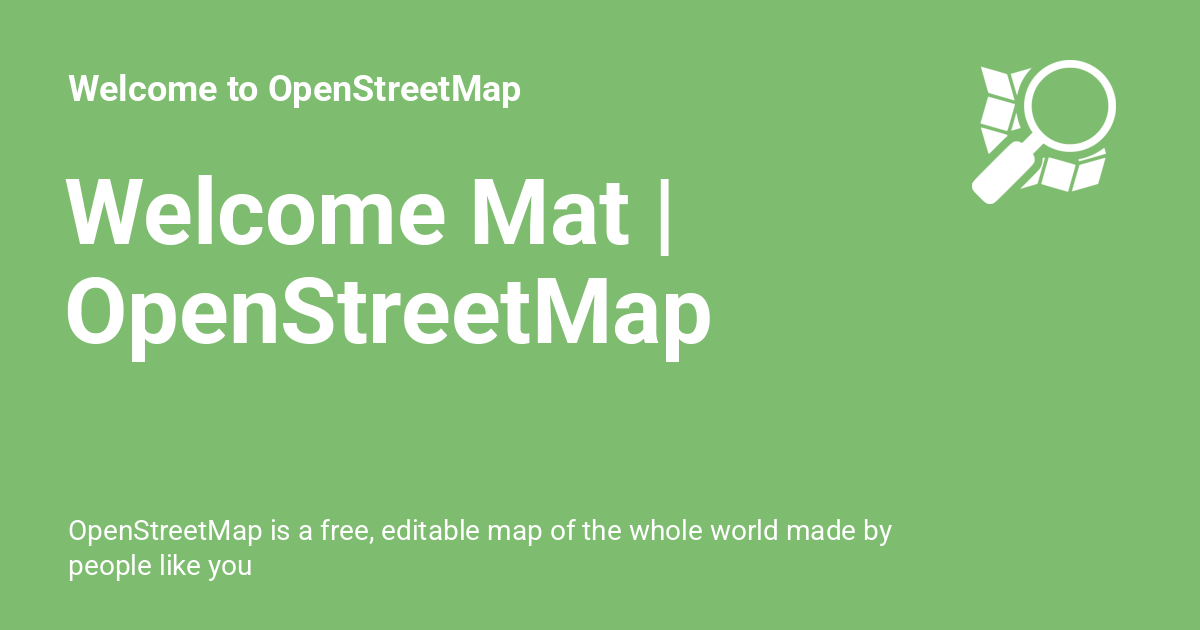 Welcome to OpenStreetMap
Welcome Mat |
OpenStreetMap
OpenStreetMap is a free, editable map of the whole world made by
people like you